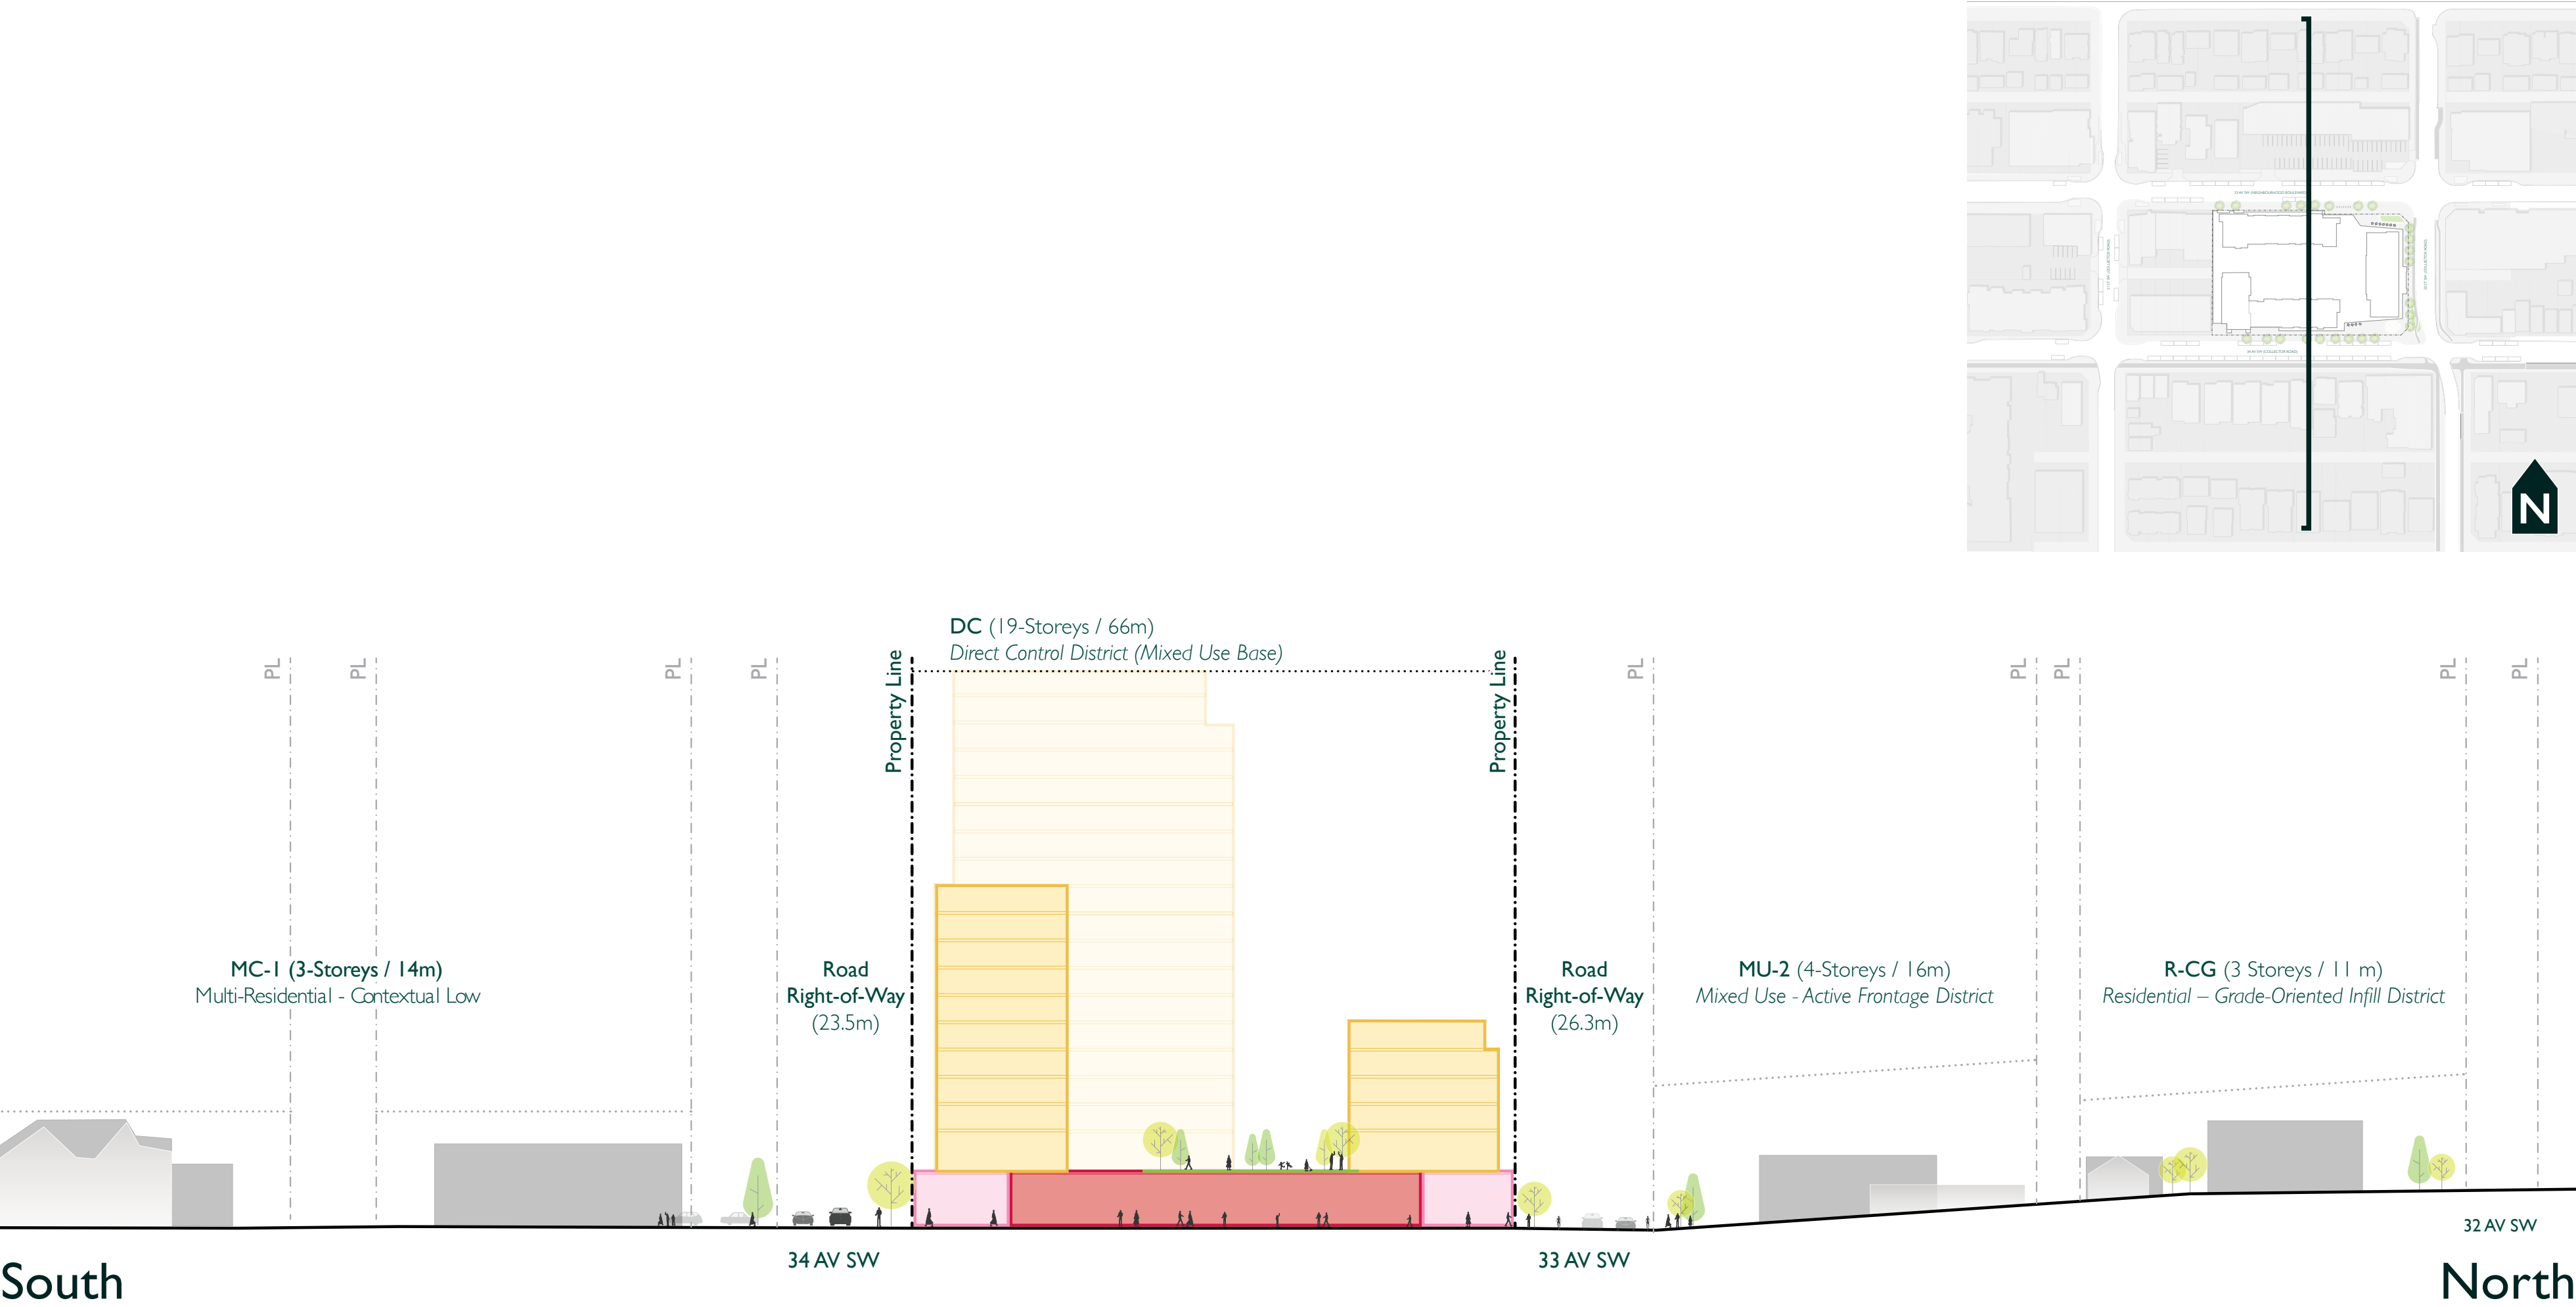 N
DC (19-Storeys / 66m)
Direct Control District (Mixed Use Base)
PL
PL
PL
PL
Property Line
Property Line
PL
PL
PL
PL
PL
MC-1 (3-Storeys / 14m)
Multi-Residential - Contextual Low
Road
Right-of-Way
(23.5m)
Road
Right-of-Way
(26.3m)
MU-2 (4-Storeys / 16m)
Mixed Use - Active Frontage District
R-CG (3 Storeys / 11 m)
Residential – Grade-Oriented Infill District
34 AV SW
33 AV SW
32 AV SW
South
North